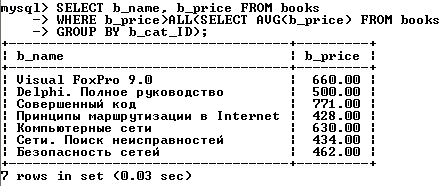 mysql> SELECT b_name, b_price FROM books
    -> WHERE b_price>ALL(SELECT AVG(b_price) FROM books
    -> GROUP BY b_cat_ID);
+----------------------------------+---------+
| b_name                           | b_price |
+----------------------------------+---------+
| Visual FoxPro 9.0                |  660.00 |
| Delphi. Полное руководство       |  500.00 |
| Совершенный код                  |  771.00 |
| Принципы маршрутизации в Internet |  428.00 |
| Компьютерные сети                |  630.00 |
| Сети. Поиск неисправностей       |  434.00 |
| Безопасность сетей               |  462.00 |
+----------------------------------+---------+
7 rows in set (0.03 sec)